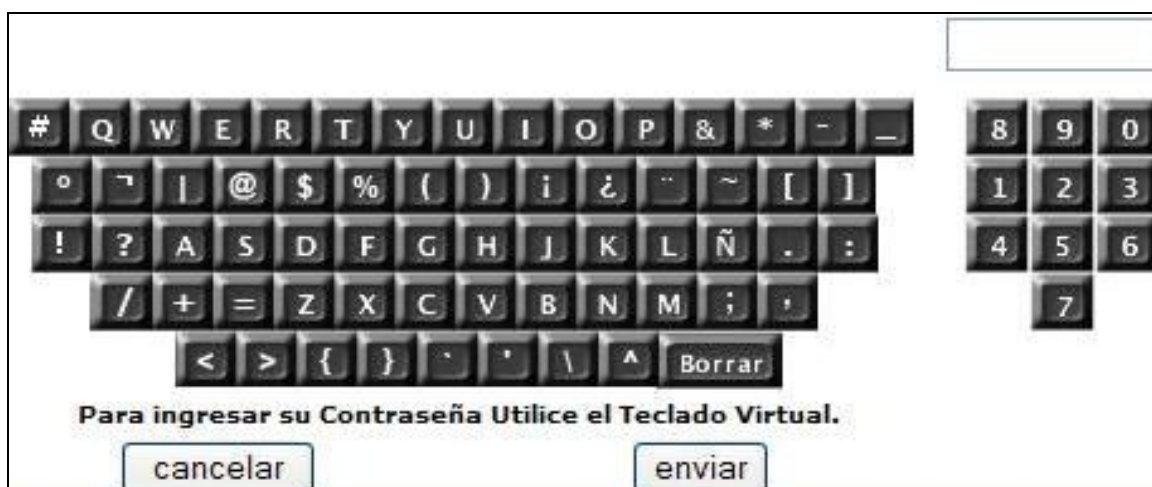 # Q W E R T Y U I O P & * - _ 8 9 0
º ¬ | @ $ % ( ) ¡ ¿ ¨ ~ [ ] 1 2 3
! ? A S D F G H J K L Ñ . : 4 5 6
/ + = Z X C V B N M ; , 7
< > { } ` ' \ ^ Borrar
Para ingresar su Contraseña Utilice el Teclado Virtual.
cancelar enviar